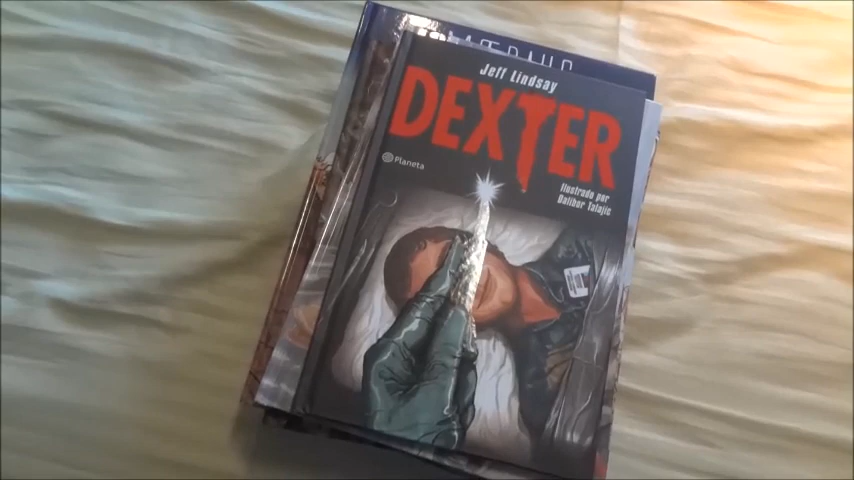 Jeff Lindsay
DEXTER
Planeta
Ilustrado por
Dalibor Talajic